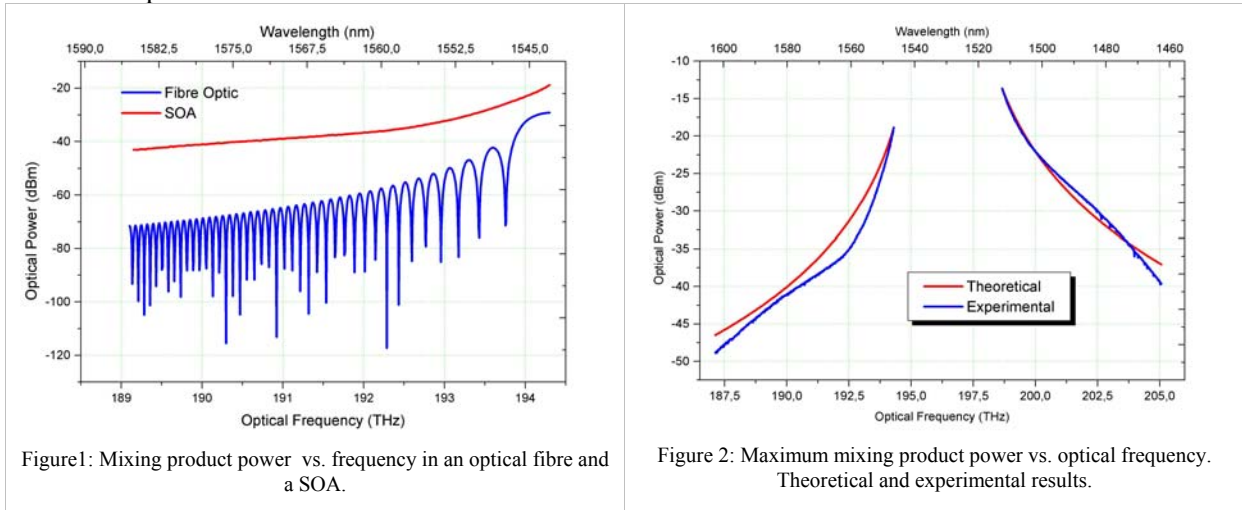 Wavelength (nm)
1590,0 1582,5 1575,0 1567,5 1560,0 1552,5 1545,0
-20
-40
-60
-80
-100
-120
Optical Power (dBm)
Fibre Optic
SOA
189 190 191 192 193 194
Optical Frequency (THz)
Figure1: Mixing product power vs. frequency in an optical fibre and
a SOA.
Wavelength (nm)
1600 1580 1560 1540 1520 1500 1480 1460
-10
-15
-20
-25
-30
-35
-40
-45
-50
Optical Power (dBm)
Theoretical
Experimental
187,5 190,0 192,5 195,0 197,5 200,0 202,5 205,0
Optical Frequency (THz)
Figure 2: Maximum mixing product power vs. optical frequency.
Theoretical and experimental results.